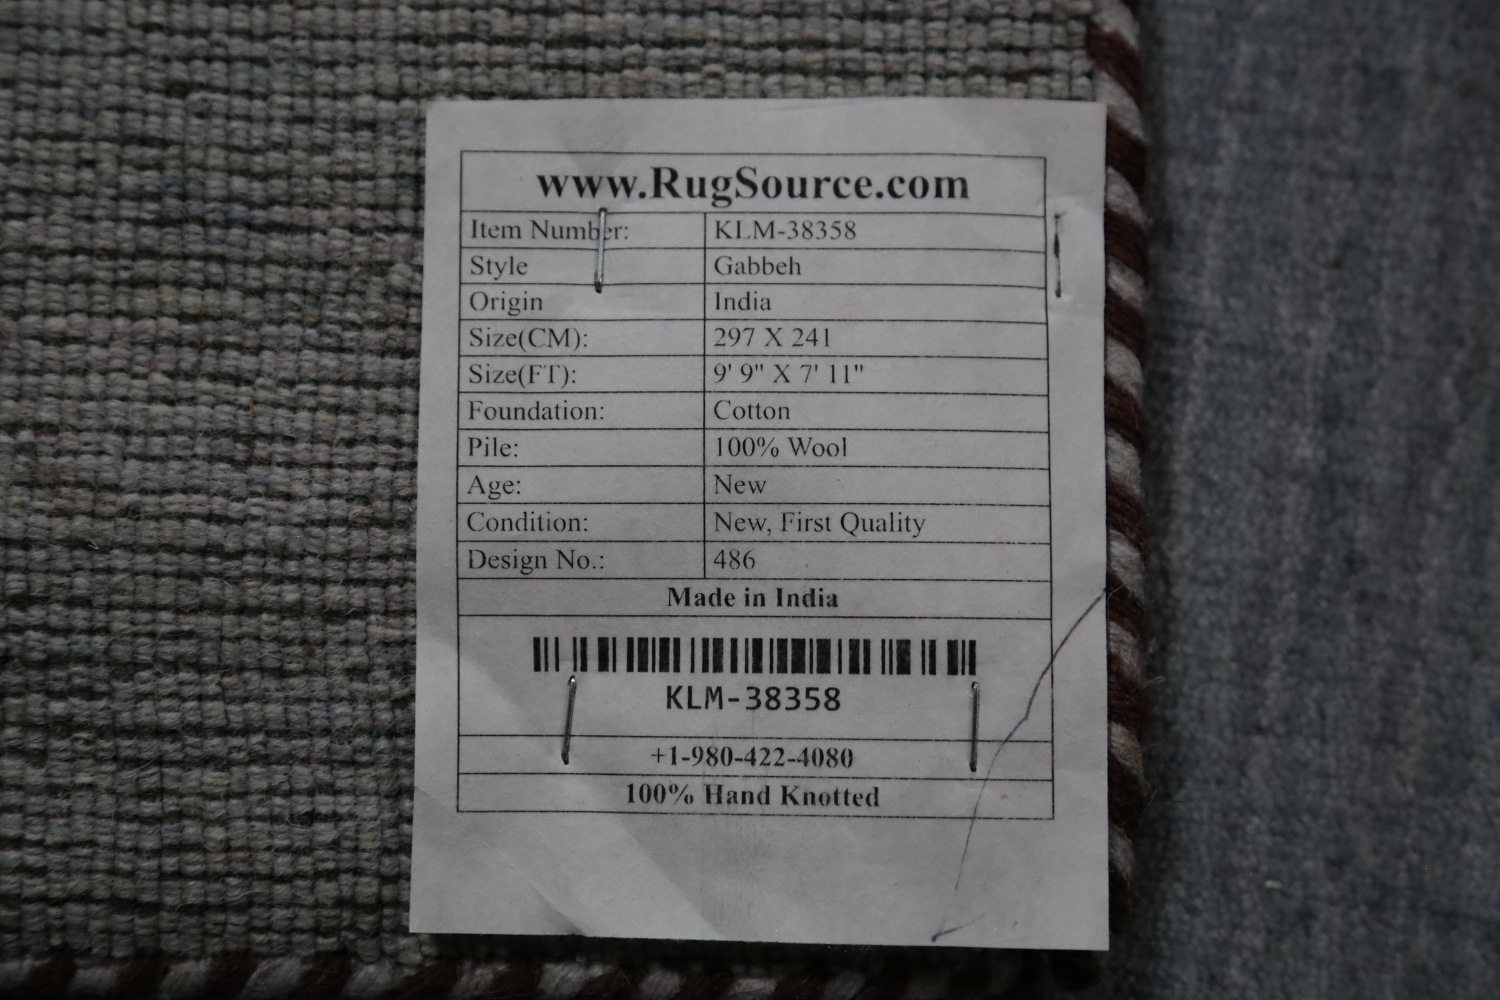 www.RugSource.com
Item Number: KLM-38358
Style Gabbeh
Origin India
Size(CM): 297 X 241
Size(FT): 9' 9" X 7' 11"
Foundation: Cotton
Pile: 100% Wool
Age: New
Condition: New, First Quality
Design No.: 486
Made in India
KLM-38358
+1-980-422-4080
100% Hand Knotted